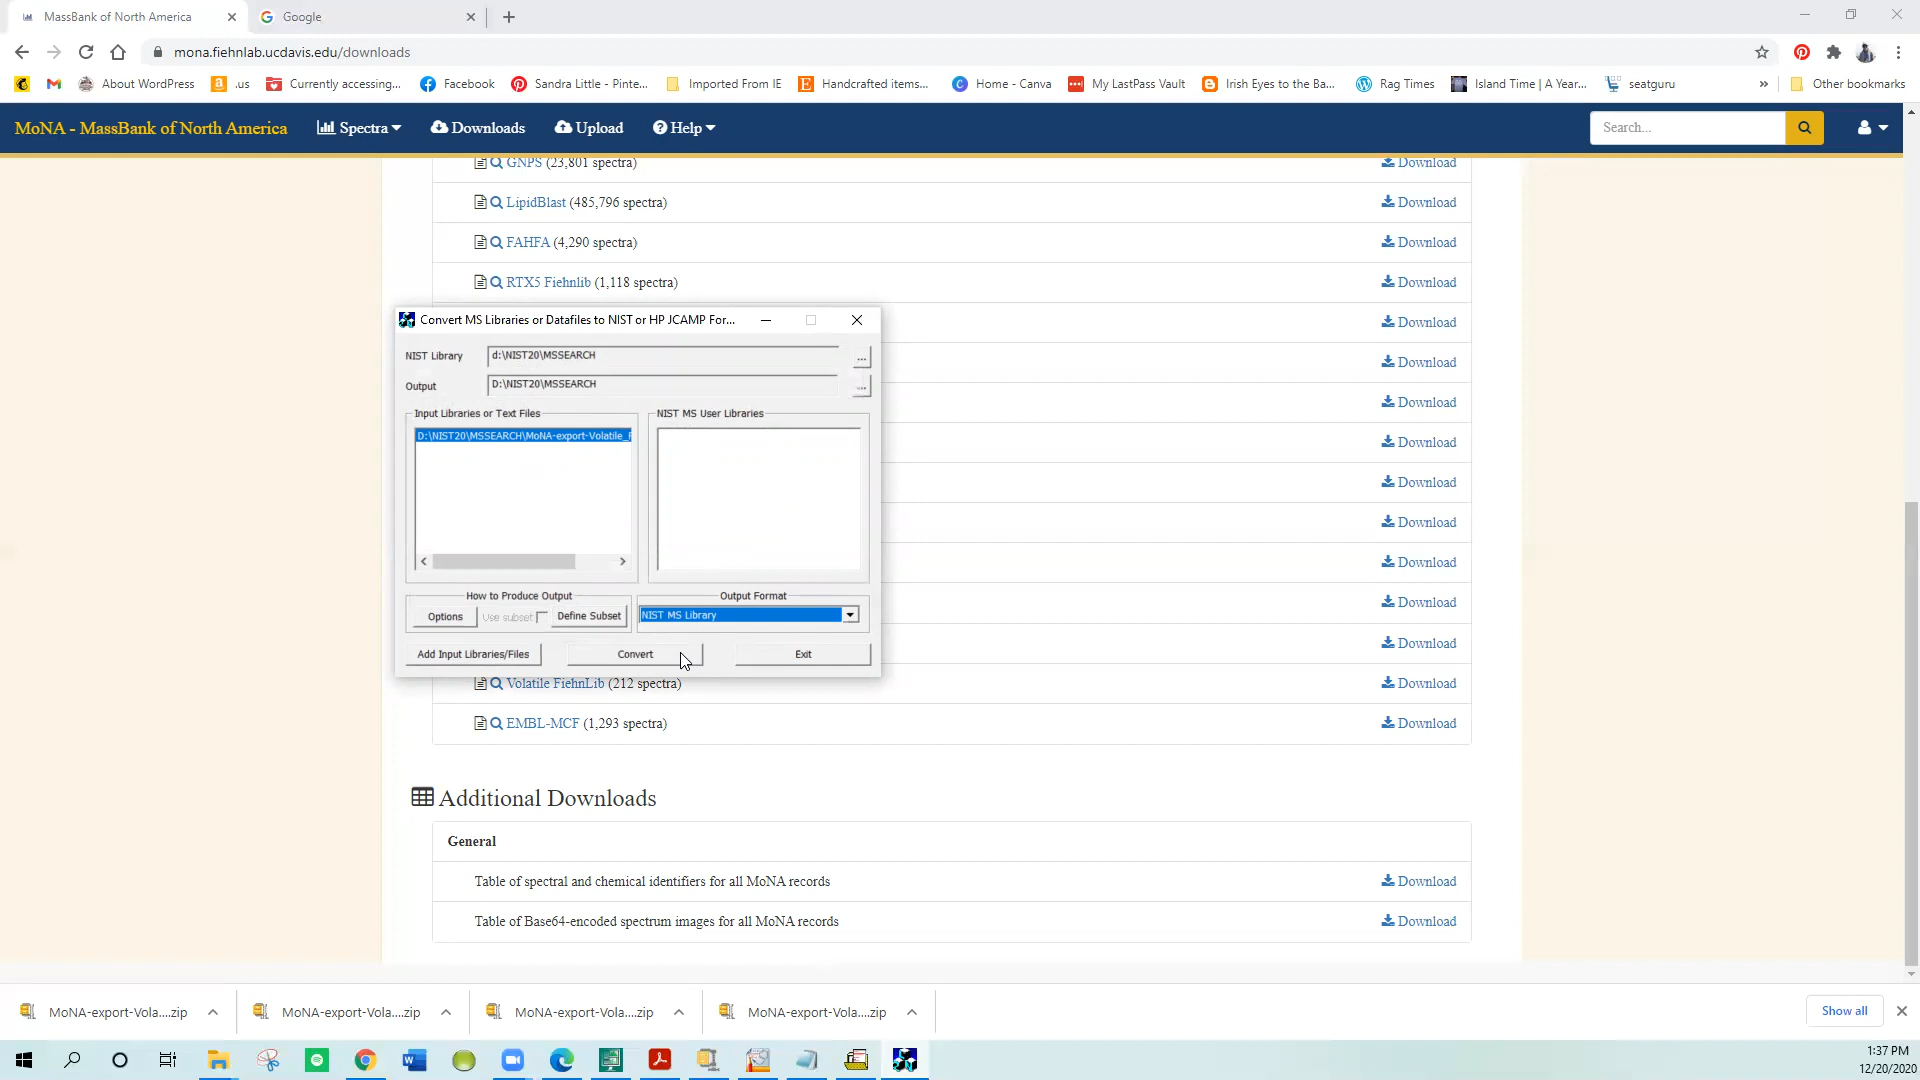 MassBank of North America
Google
mona.fiehnlab.ucdavis.edu/downloads
About WordPress
.us
Currently accessing...
Facebook
Sandra Little - Pinte...
Imported From IE
Handcrafted items...
Home - Canva
My LastPass Vault
Irish Eyes to the Ba...
Rag Times
Island Time | A Year...
seatguru
»
Other bookmarks
MoNA - MassBank of North America
Spectra
Downloads
Upload
Help
Search...
GNPS (23,801 spectra)
Download
LipidBlast (485,796 spectra)
Download
FAHFA (4,290 spectra)
Download
RTX5 Fiehnlib (1,118 spectra)
Download
Download
Download
Download
Download
Download
Download
Download
Download
Download
Convert MS Libraries or Datafiles to NIST or HP JCAMP For...
NIST Library
d:\NIST20\MSSEARCH
...
Output
D:\NIST20\MSSEARCH
...
Input Libraries or Text Files
NIST MS User Libraries
D:\NIST20\MSSEARCH\MoNA-export-Volatile_
How to Produce Output
Output Format
Options
Use subset
Define Subset
NIST MS Library
Add Input Libraries/Files
Convert
Exit
Volatile FiehnLib (212 spectra)
Download
EMBL-MCF (1,293 spectra)
Download
Additional Downloads
General
Table of spectral and chemical identifiers for all MoNA records
Download
Table of Base64-encoded spectrum images for all MoNA records
Download
MoNA-export-Vola....zip
MoNA-export-Vola....zip
MoNA-export-Vola....zip
MoNA-export-Vola....zip
Show all
1:37 PM
12/20/2020